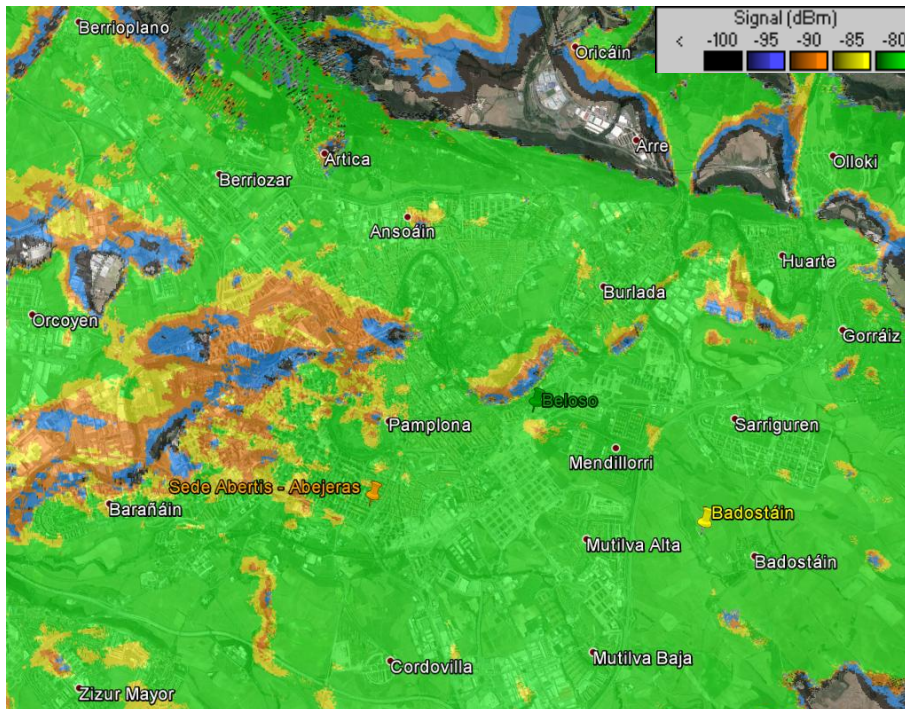 Berrioplano
Signal (dBm)
< -100 -95 -90 -85 -80
Oricáin
Arre
Artica
Olloki
Berriozar
Ansoáin
Huarte
Burlada
Orcoyen
Gorráiz
Beloso
Pamplona
Sarriguren
Mendillorri
Sede Abertis - Abejeras
Barañáin
Badostáin
Mutilva Alta
Badostáin
Cordovilla
Mutilva Baja
Zizur Mayor